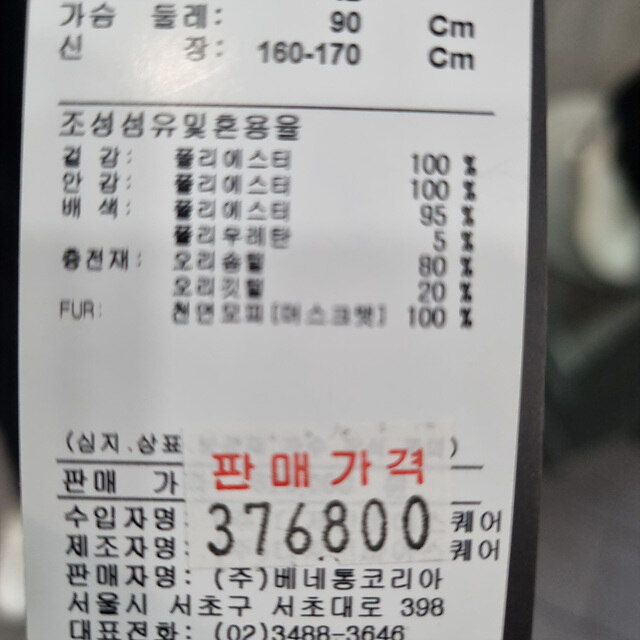 가슴 둘레: 90 Cm
신 장: 160-170 Cm
조성섬유및혼용율
겉 감: 폴리에스터 100 %
안 감: 폴리에스터 100 %
배 색: 폴리에스터 95 %
폴리우레탄 5 %
충전재: 오리솜털 80 %
오리깃털 20 %
FUR: 천연모피[머스크랫] 100 %
(심지.상표 )
판매가격
판 매 가
376800
수입자명: 퀘어
제조자명: 퀘어
판매자명: (주)베네통코리아
서울시 서초구 서초대로 398
대표전화: (02)3488-3646